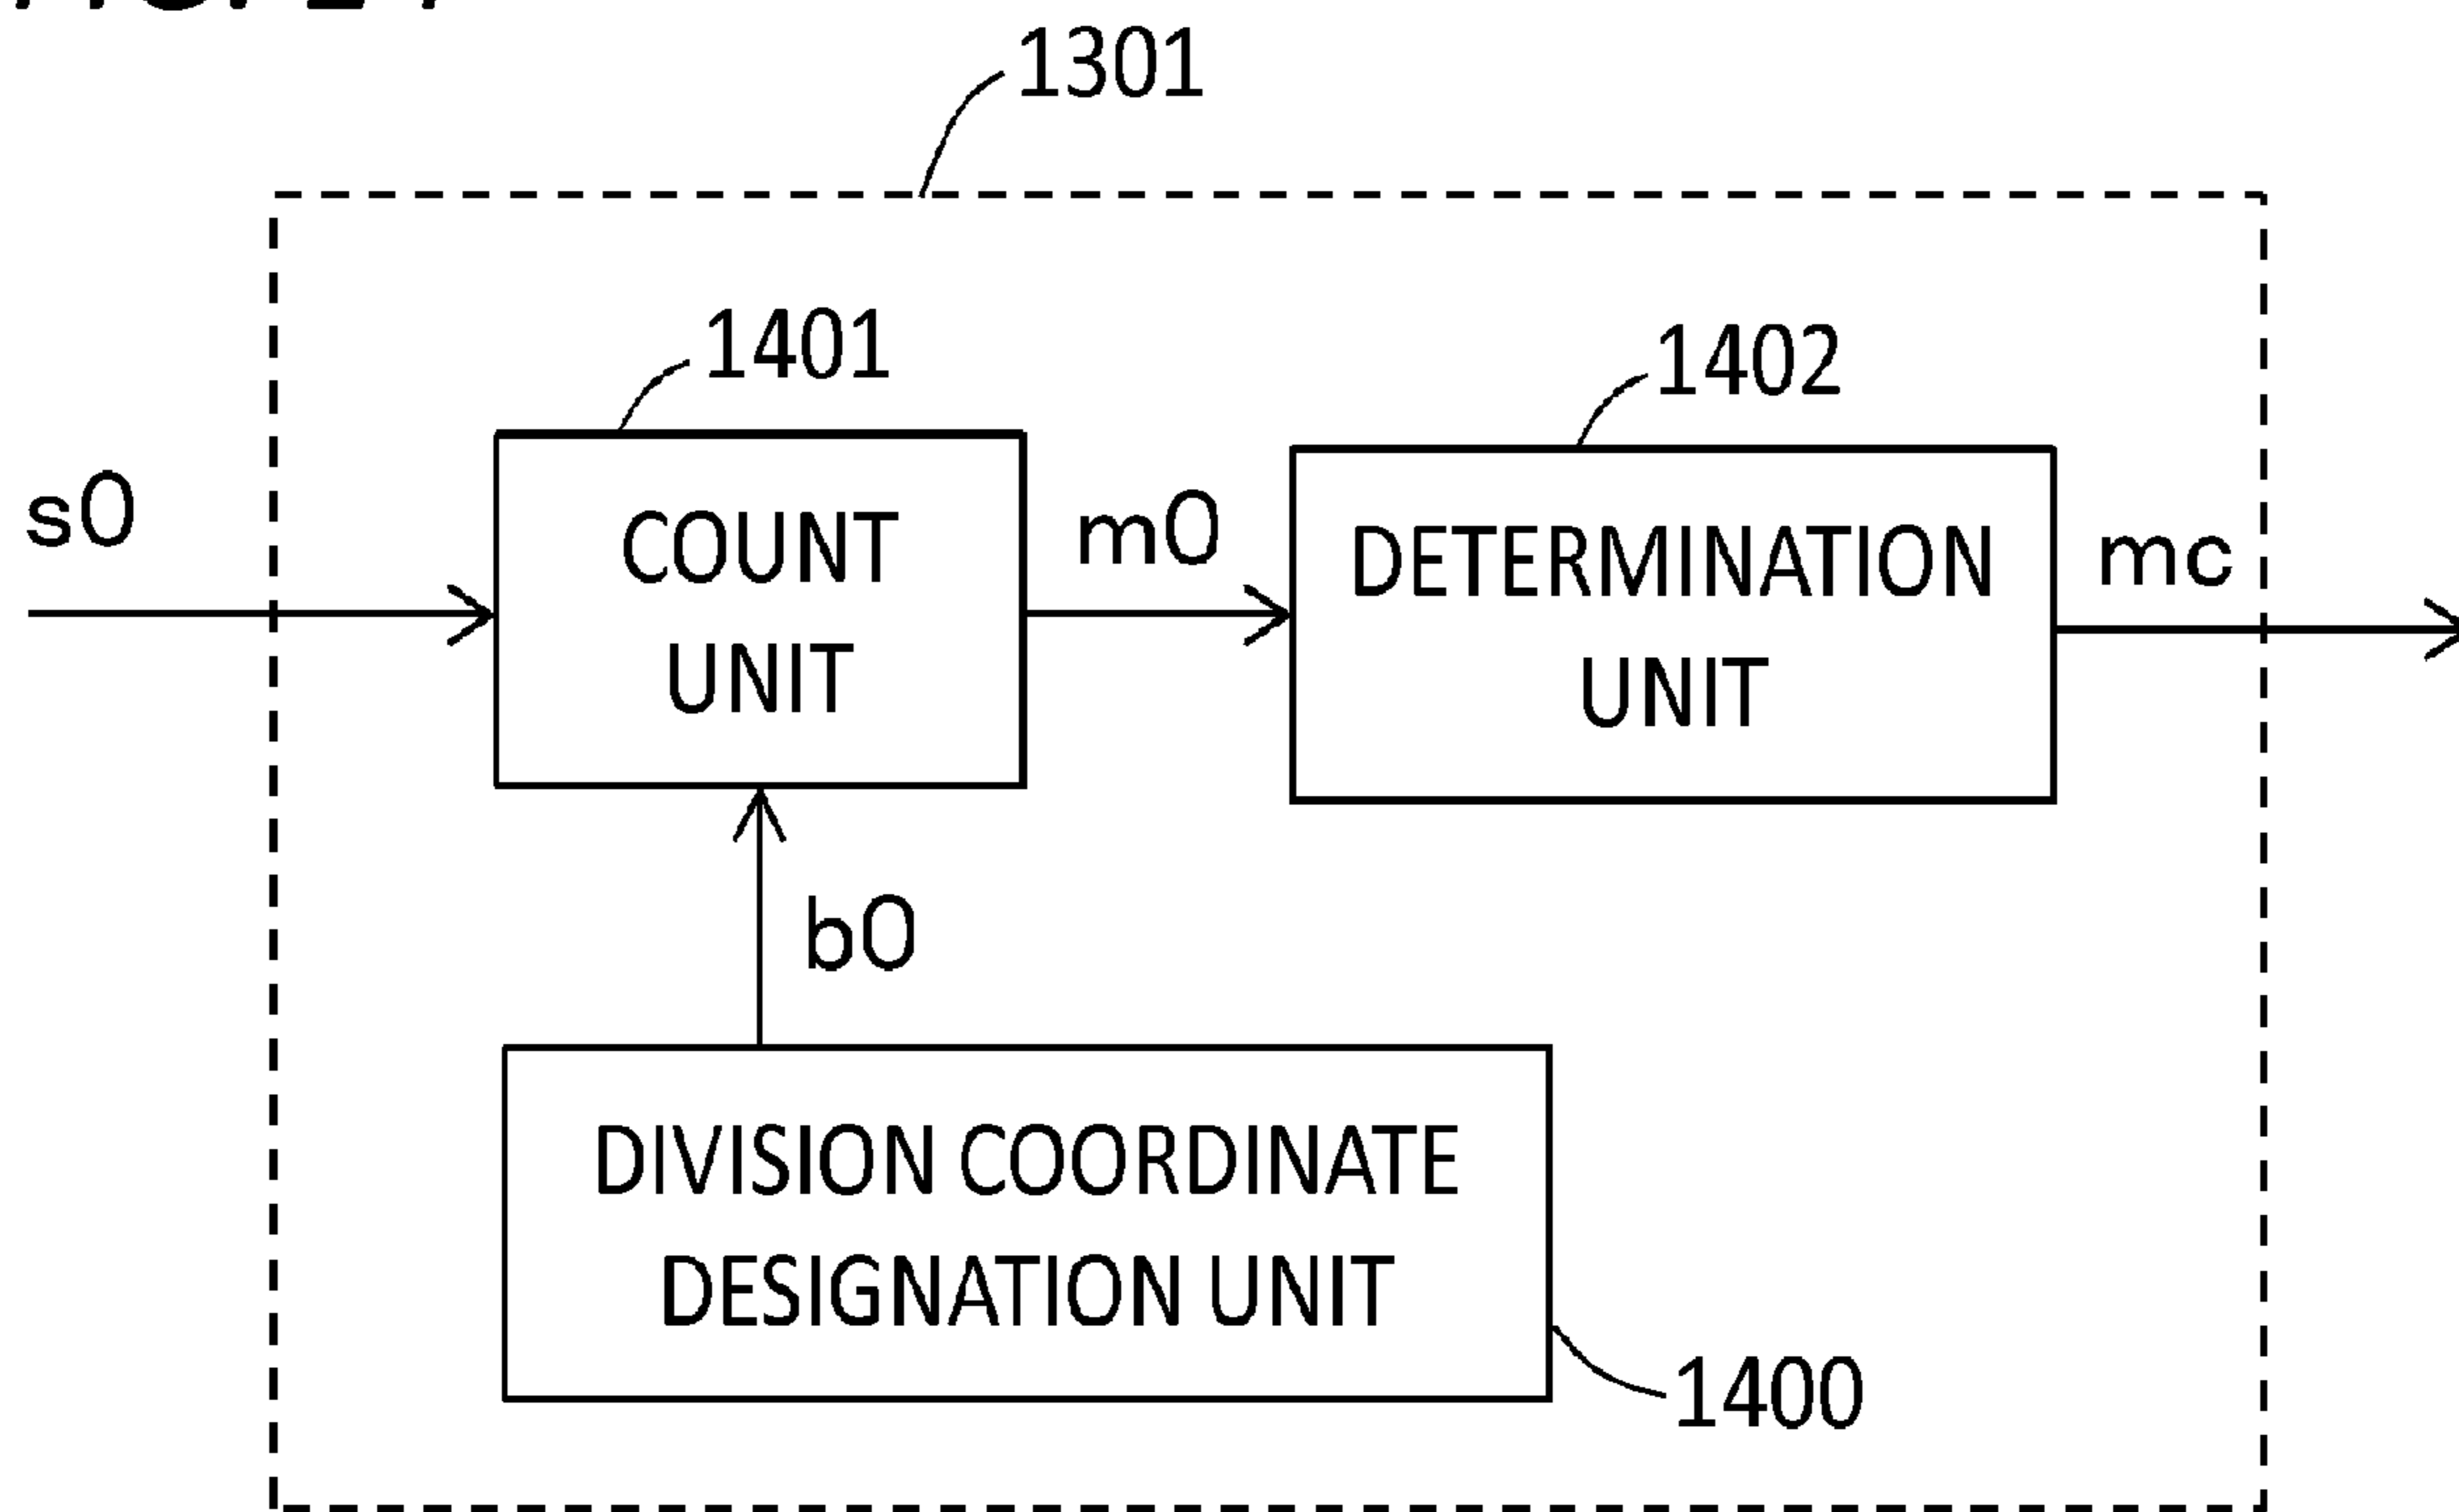 1301
1401
1402
s0
COUNT
UNIT
m0
DETERMINATION
UNIT
mc
b0
DIVISION COORDINATE
DESIGNATION UNIT
1400